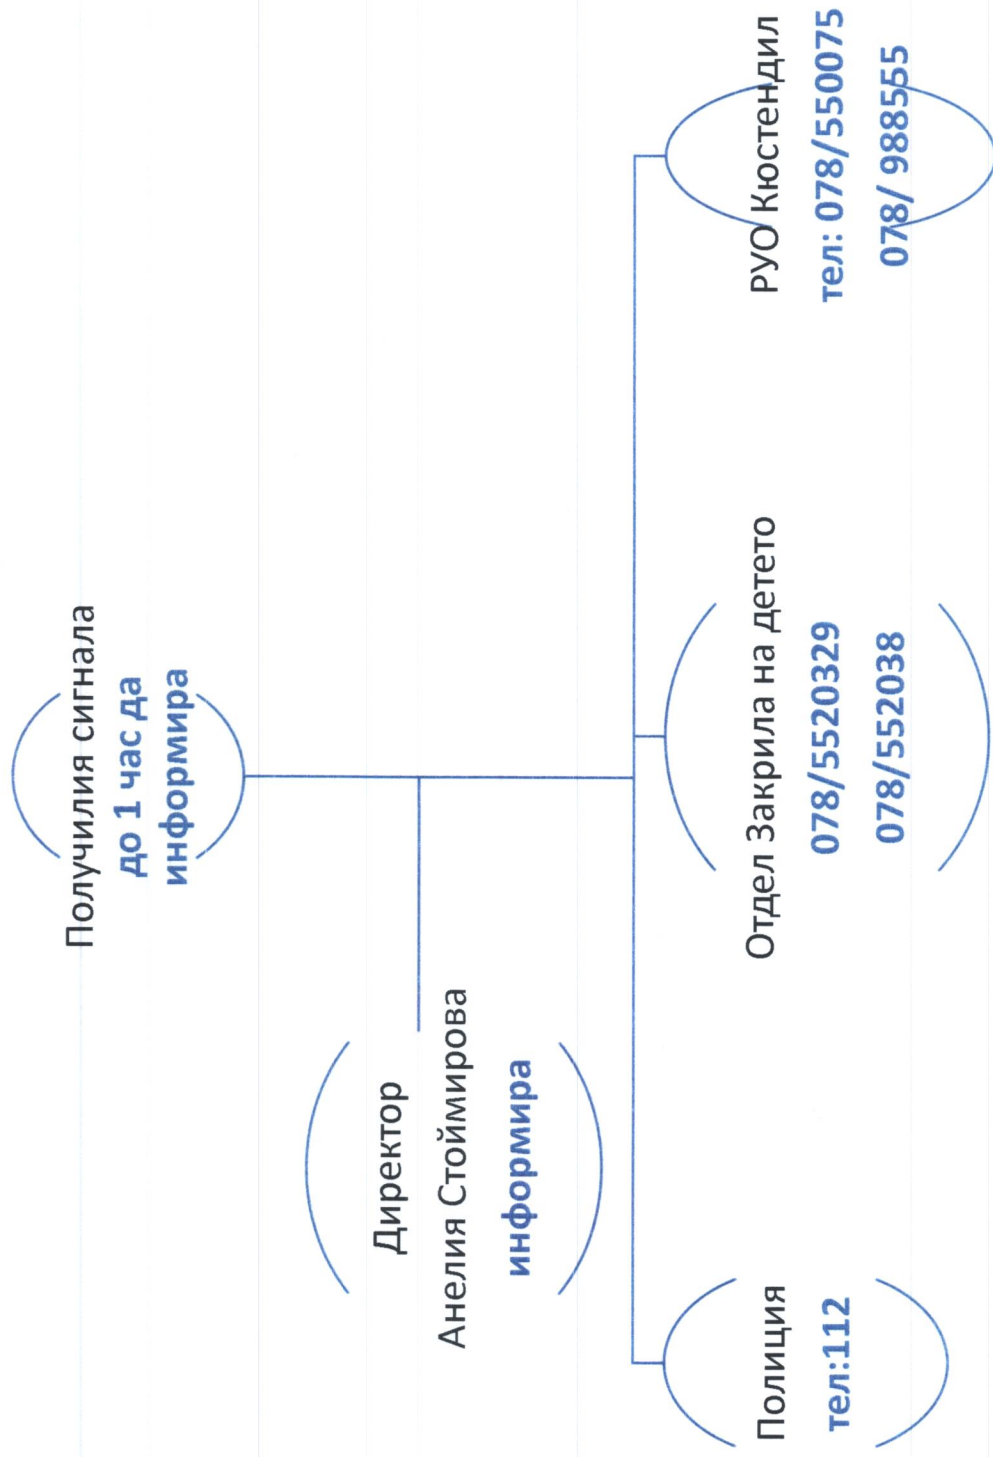 Получилия сигнала
до 1 час да
информира
Директор
Анелия Стоймирова
информира
Полиция
тел:112
Отдел Закрила на детето
078/5520329
078/552038
РУО Кюстендил
тел: 078/550075
078/ 988555